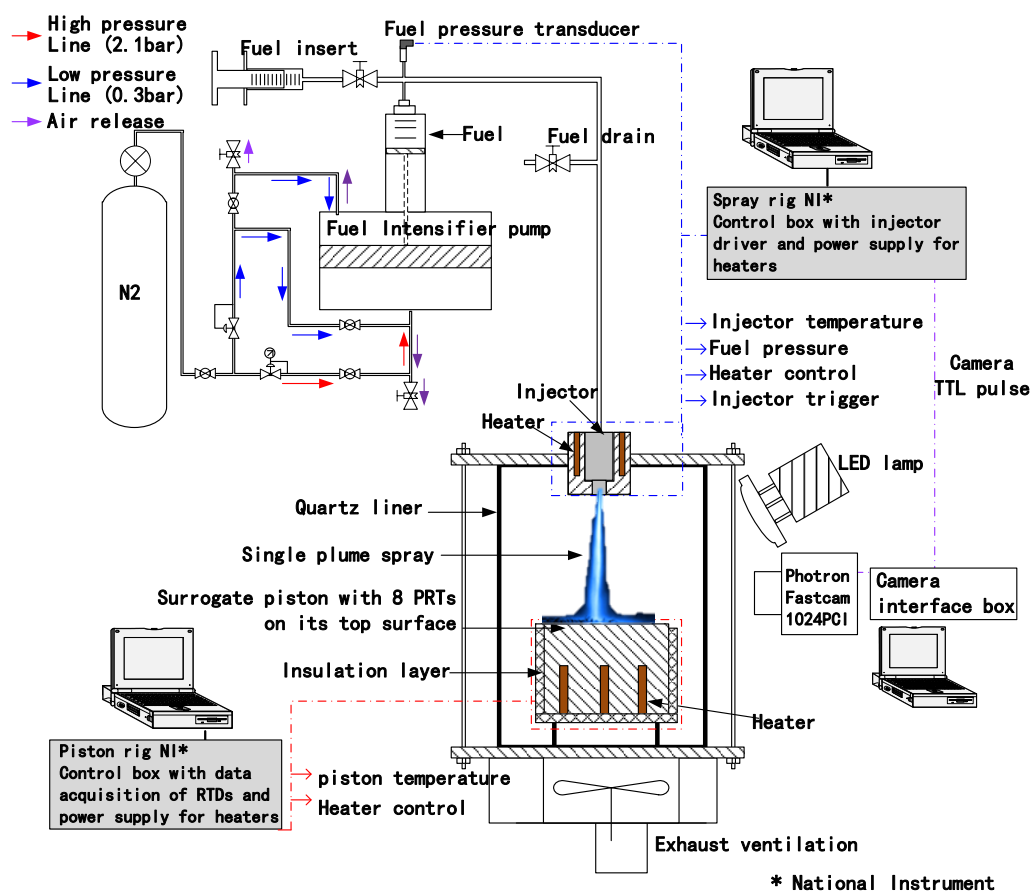 High pressure
Line (2.1bar)
Low pressure
Line (0.3bar)
Air release
Fuel insert
Fuel pressure transducer
Fuel
Fuel drain
Fuel Intensifier pump
N2
Spray rig NI*
Control box with injector
driver and power supply for
heaters
Injector temperature
Fuel pressure
Heater control
Injector trigger
Camera
TTL pulse
Injector
Heater
LED lamp
Quartz liner
Single plume spray
Photron
Fastcam
1024PCI
Camera
interface box
Surrogate piston with 8 PRTs
on its top surface
Insulation layer
Heater
Piston rig NI*
Control box with data
acquisition of RTDs and
power supply for heaters
piston temperature
Heater control
Exhaust ventilation
* National Instrument